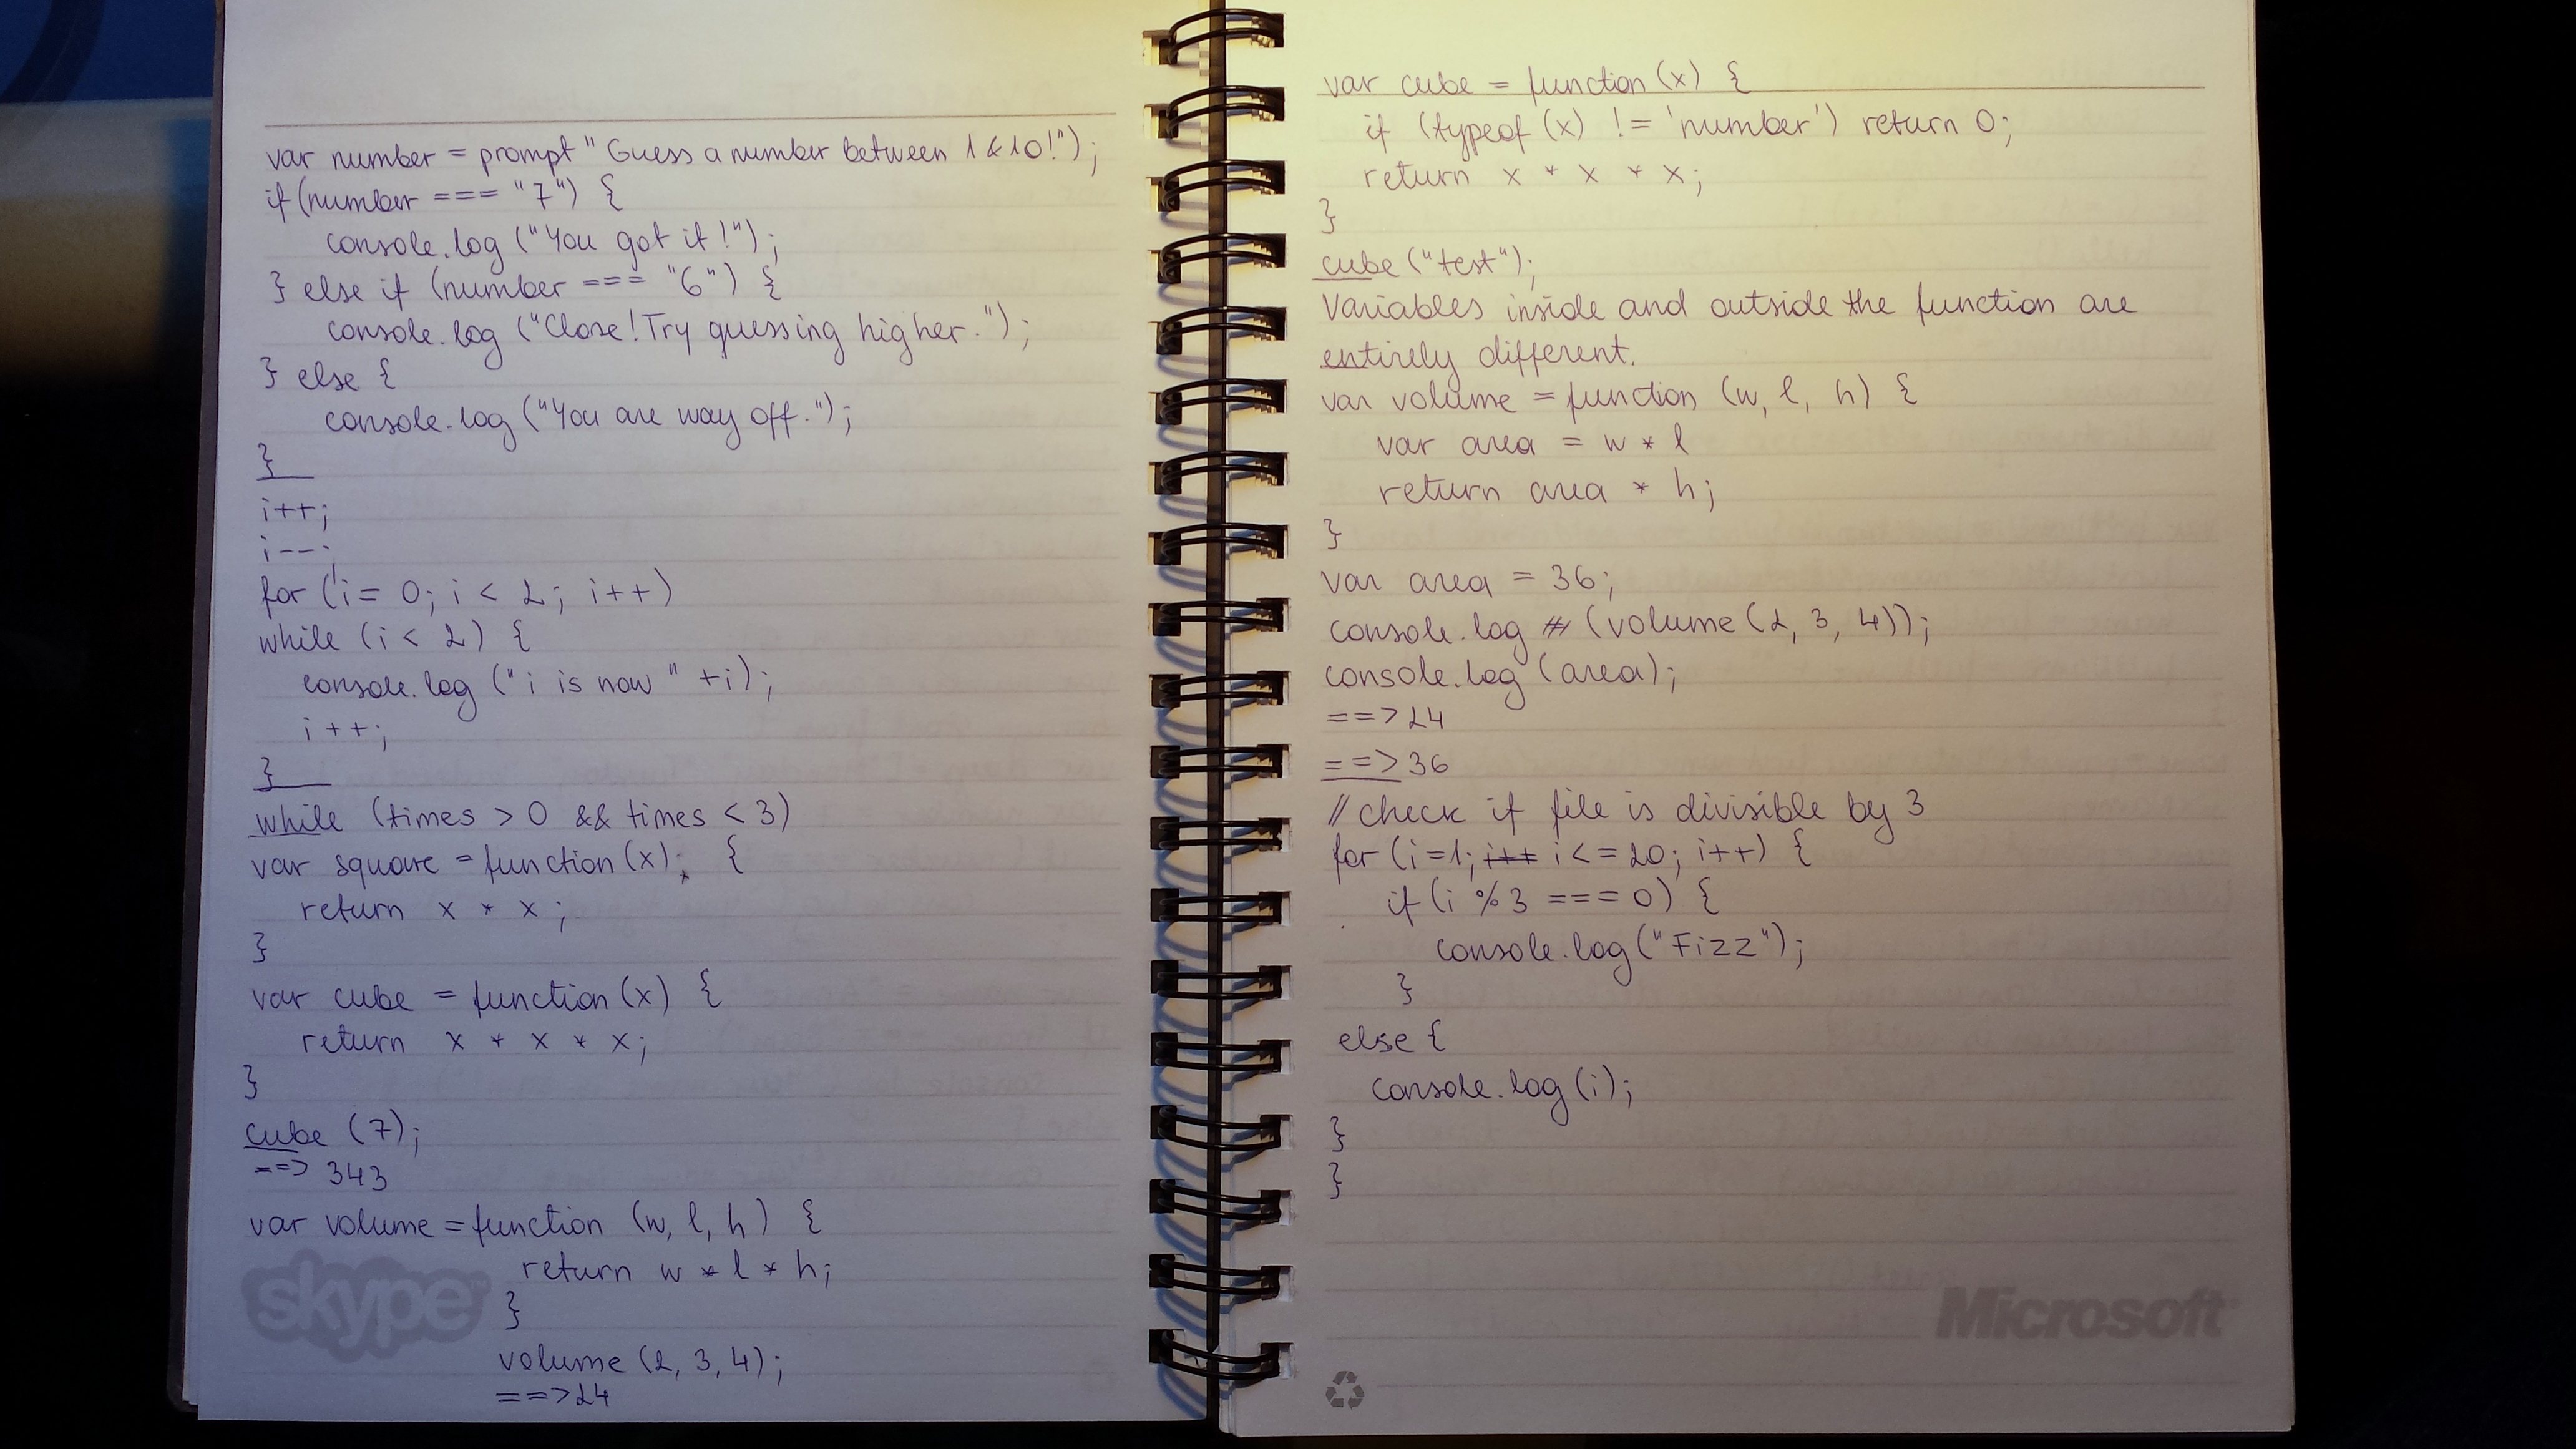 var number = prompt "Guess a number between 1 & 10!");
if (number === "7") {
console.log ("You got it!");
} else if (number === "6") {
console.log ("Close! Try guessing higher.");
} else {
console.log ("You are way off.");
}
i++;
i--;
for (i = 0; i < 2; i++)
while (i < 2) {
console.log ("i is now " +i);
i ++;
}
while (times > 0 && times < 3)
var square = function (x); {
return x * x ;
}
var cube = function (x) {
return x * x * x;
}
cube (7);
==> 343
var volume = function (w, l, h) {
return w * l * h;
}
volume (2, 3, 4);
==> 24
skype
var cube = function (x) {
if (typeof (x) != 'number') return 0;
return x * x * x;
}
cube ("test");
Variables inside and outside the function are
entirely different.
var volume = function (w, l, h) {
var area = w * l
return area * h;
}
var area = 36;
console.log (volume (2, 3, 4));
console.log (area);
==> 24
==> 36
// check if file is divisible by 3
for (i=1; i++ i <= 20; i++) {
if (i % 3 === 0) {
console.log ("Fizz");
}
else {
console.log (i);
}
}
Microsoft